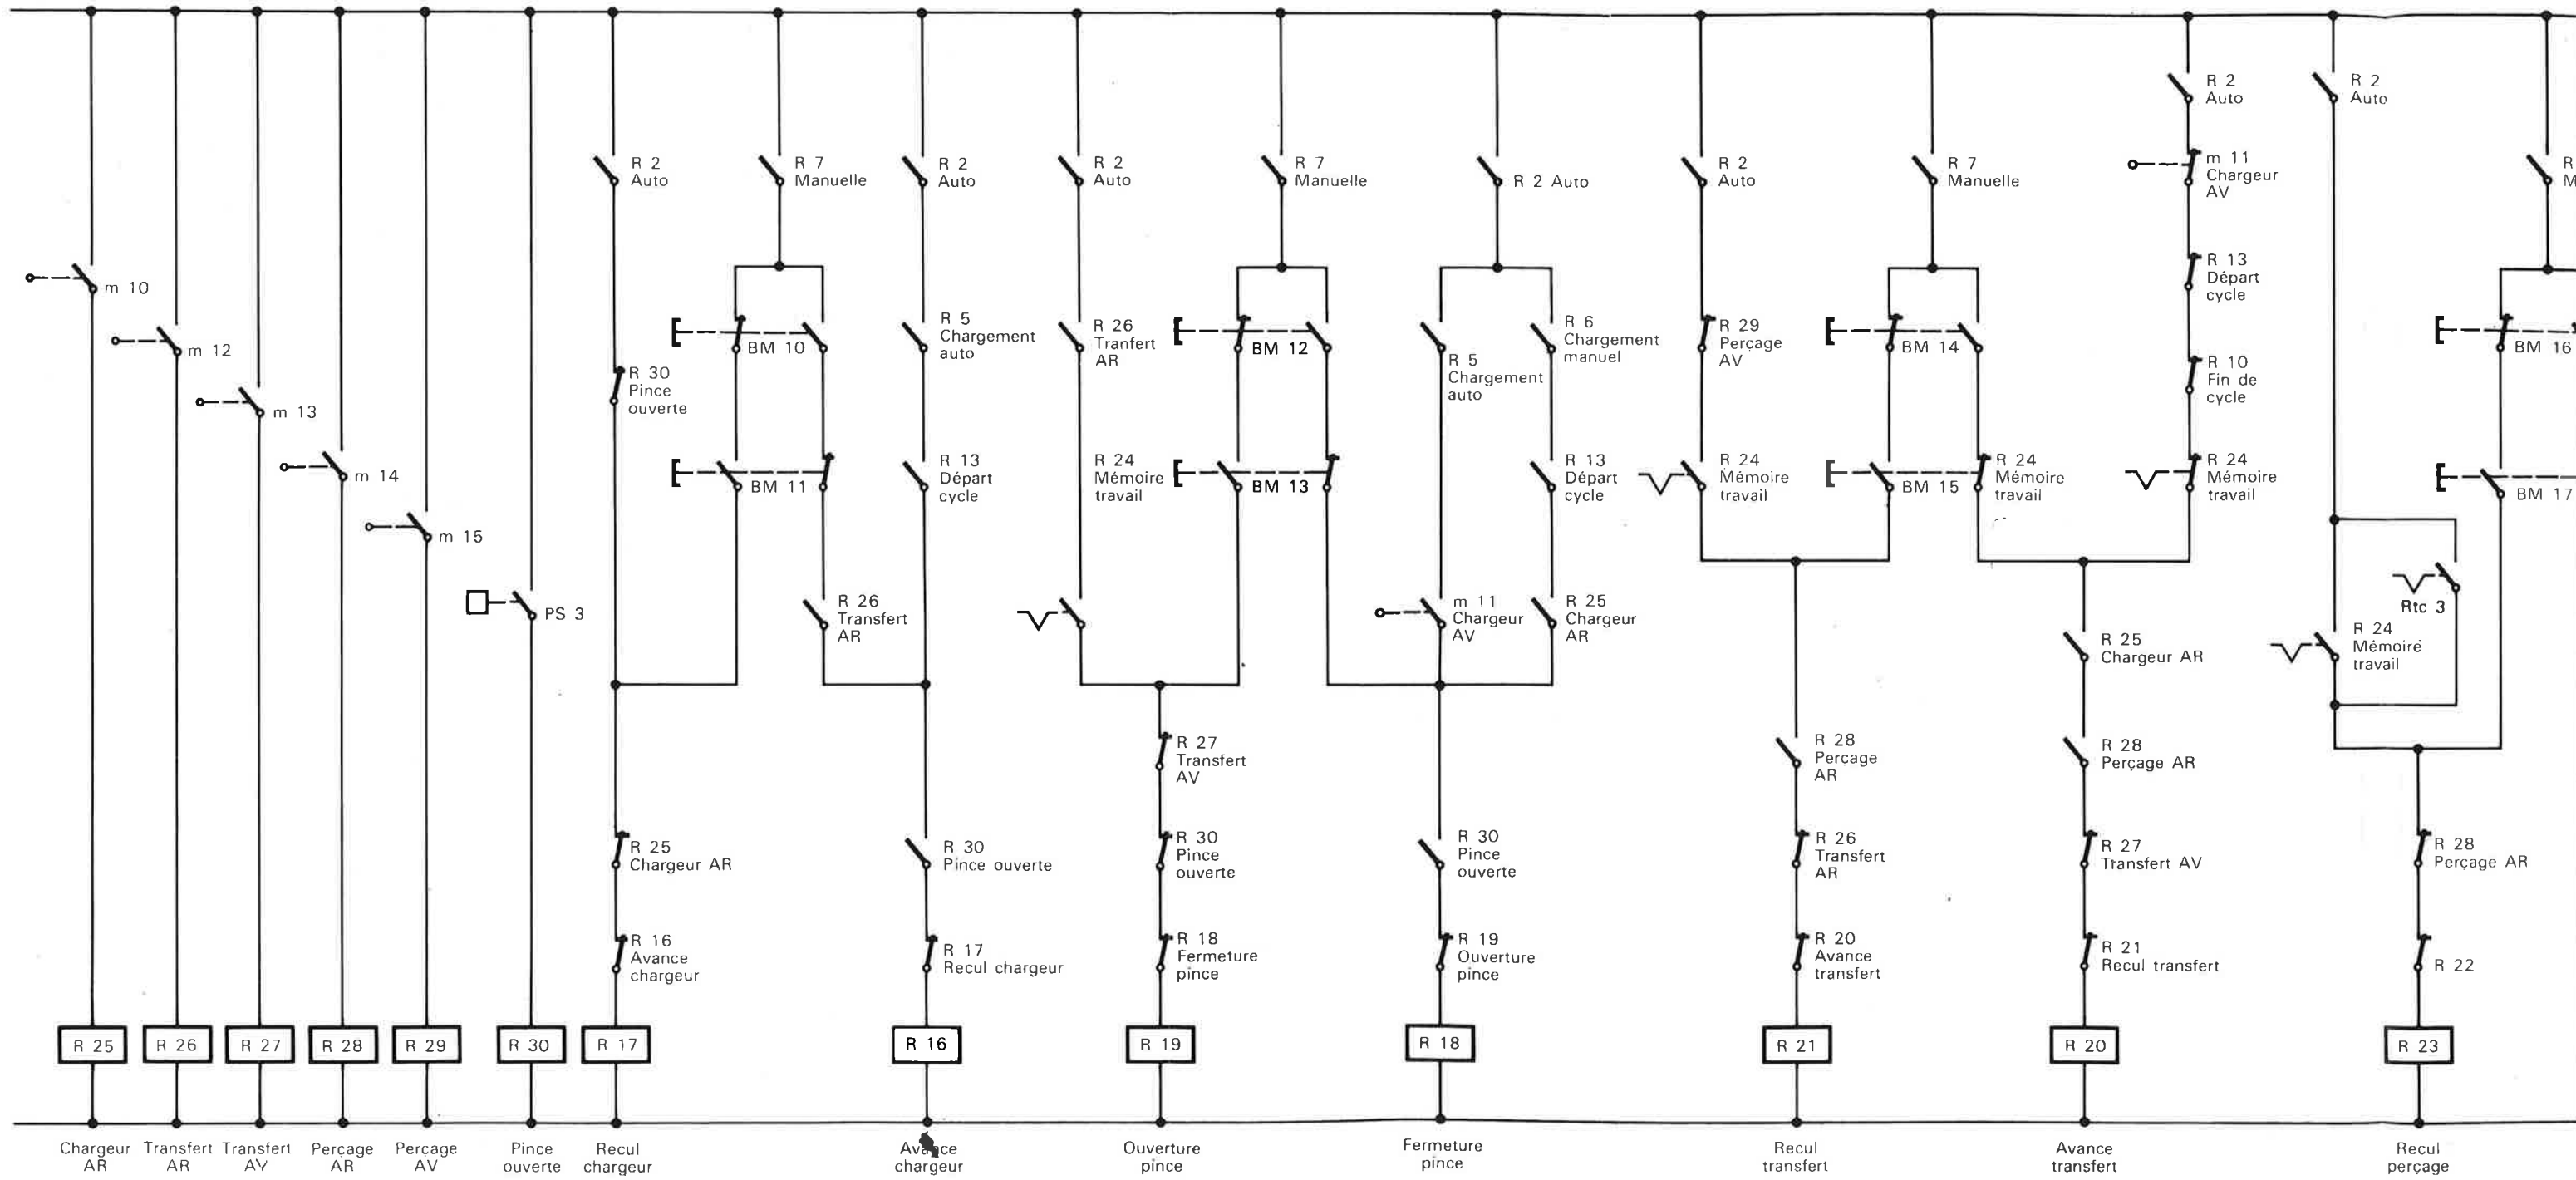 R 2
Auto
R 2
Auto
R 2
Auto
R 7
Manuelle
R 2
Auto
R 2
Auto
R 7
Manuelle
R 2 Auto
R 2
Auto
R 7
Manuelle
m 11
Chargeur
AV
R
M
m 10
R 13
Départ
cycle
m 12
BM 10
R 5
Chargement
auto
R 26
Tranfert
AR
BM 12
R 5
Chargement
auto
R 6
Chargement
manuel
R 29
Perçage
AV
BM 14
R 10
Fin de
cycle
BM 16
R 30
Pince
ouverte
m 13
m 14
BM 11
R 13
Départ
cycle
R 24
Mémoire
travail
BM 13
R 13
Départ
cycle
R 24
Mémoire
travail
BM 15
R 24
Mémoire
travail
R 24
Mémoire
travail
BM 17
m 15
PS 3
R 26
Transfert
AR
m 11
Chargeur
AV
R 25
Chargeur
AR
Rtc 3
R 25
Chargeur AR
R 24
Mémoire
travail
R 27
Transfert
AV
R 28
Perçage
AR
R 28
Perçage AR
R 25
Chargeur AR
R 30
Pince ouverte
R 30
Pince
ouverte
R 30
Pince
ouverte
R 26
Transfert
AR
R 27
Transfert AV
R 28
Perçage AR
R 16
Avance
chargeur
R 17
Recul chargeur
R 18
Fermeture
pince
R 19
Ouverture
pince
R 20
Avance
transfert
R 21
Recul transfert
R 22
R 25
R 26
R 27
R 28
R 29
R 30
R 17
R 16
R 19
R 18
R 21
R 20
R 23
Chargeur
AR
Transfert
AR
Transfert
AV
Perçage
AR
Perçage
AV
Pince
ouverte
Recul
chargeur
Avance
chargeur
Ouverture
pince
Fermeture
pince
Recul
transfert
Avance
transfert
Recul
perçage